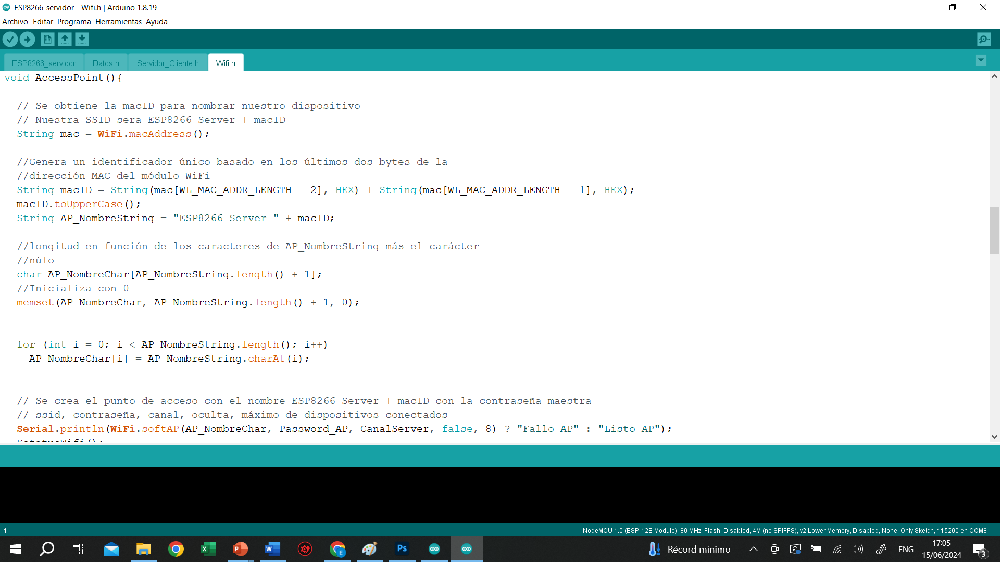 ESP8266_servidor - Wifi.h | Arduino 1.8.19
Archivo Editar Programa Herramientas Ayuda
ESP8266_servidor Datos.h Servidor_Cliente.h Wifi.h
void AccessPoint(){
// Se obtiene la macID para nombrar nuestro dispositivo
// Nuestra SSID sera ESP8266 Server + macID
String mac = WiFi.macAddress();
//Genera un identificador único basado en los últimos dos bytes de la
//dirección MAC del módulo WiFi
String macID = String(mac[WL_MAC_ADDR_LENGTH - 2], HEX) + String(mac[WL_MAC_ADDR_LENGTH - 1], HEX);
macID.toUpperCase();
String AP_NombreString = "ESP8266 Server " + macID;
//longitud en función de los caracteres de AP_NombreString más el carácter
//núlo
char AP_NombreChar[AP_NombreString.length() + 1];
//Inicializa con 0
memset(AP_NombreChar, AP_NombreString.length() + 1, 0);
for (int i = 0; i < AP_NombreString.length(); i++)
AP_NombreChar[i] = AP_NombreString.charAt(i);
// Se crea el punto de acceso con el nombre ESP8266 Server + macID con la contraseña maestra
// ssid, contraseña, canal, oculta, máximo de dispositivos conectados
Serial.println(WiFi.softAP(AP_NombreChar, Password_AP, CanalServer, false, 8) ? "Fallo AP" : "Listo AP");
EstatusWifi();
1
NodeMCU 1.0 (ESP-12E Module), 80 MHz, Flash, Disabled, 4M (no SPIFFS), v2 Lower Memory, Disabled, None, Only Sketch, 115200 en COM8
Récord mínimo
ENG
17:05
15/06/2024
3